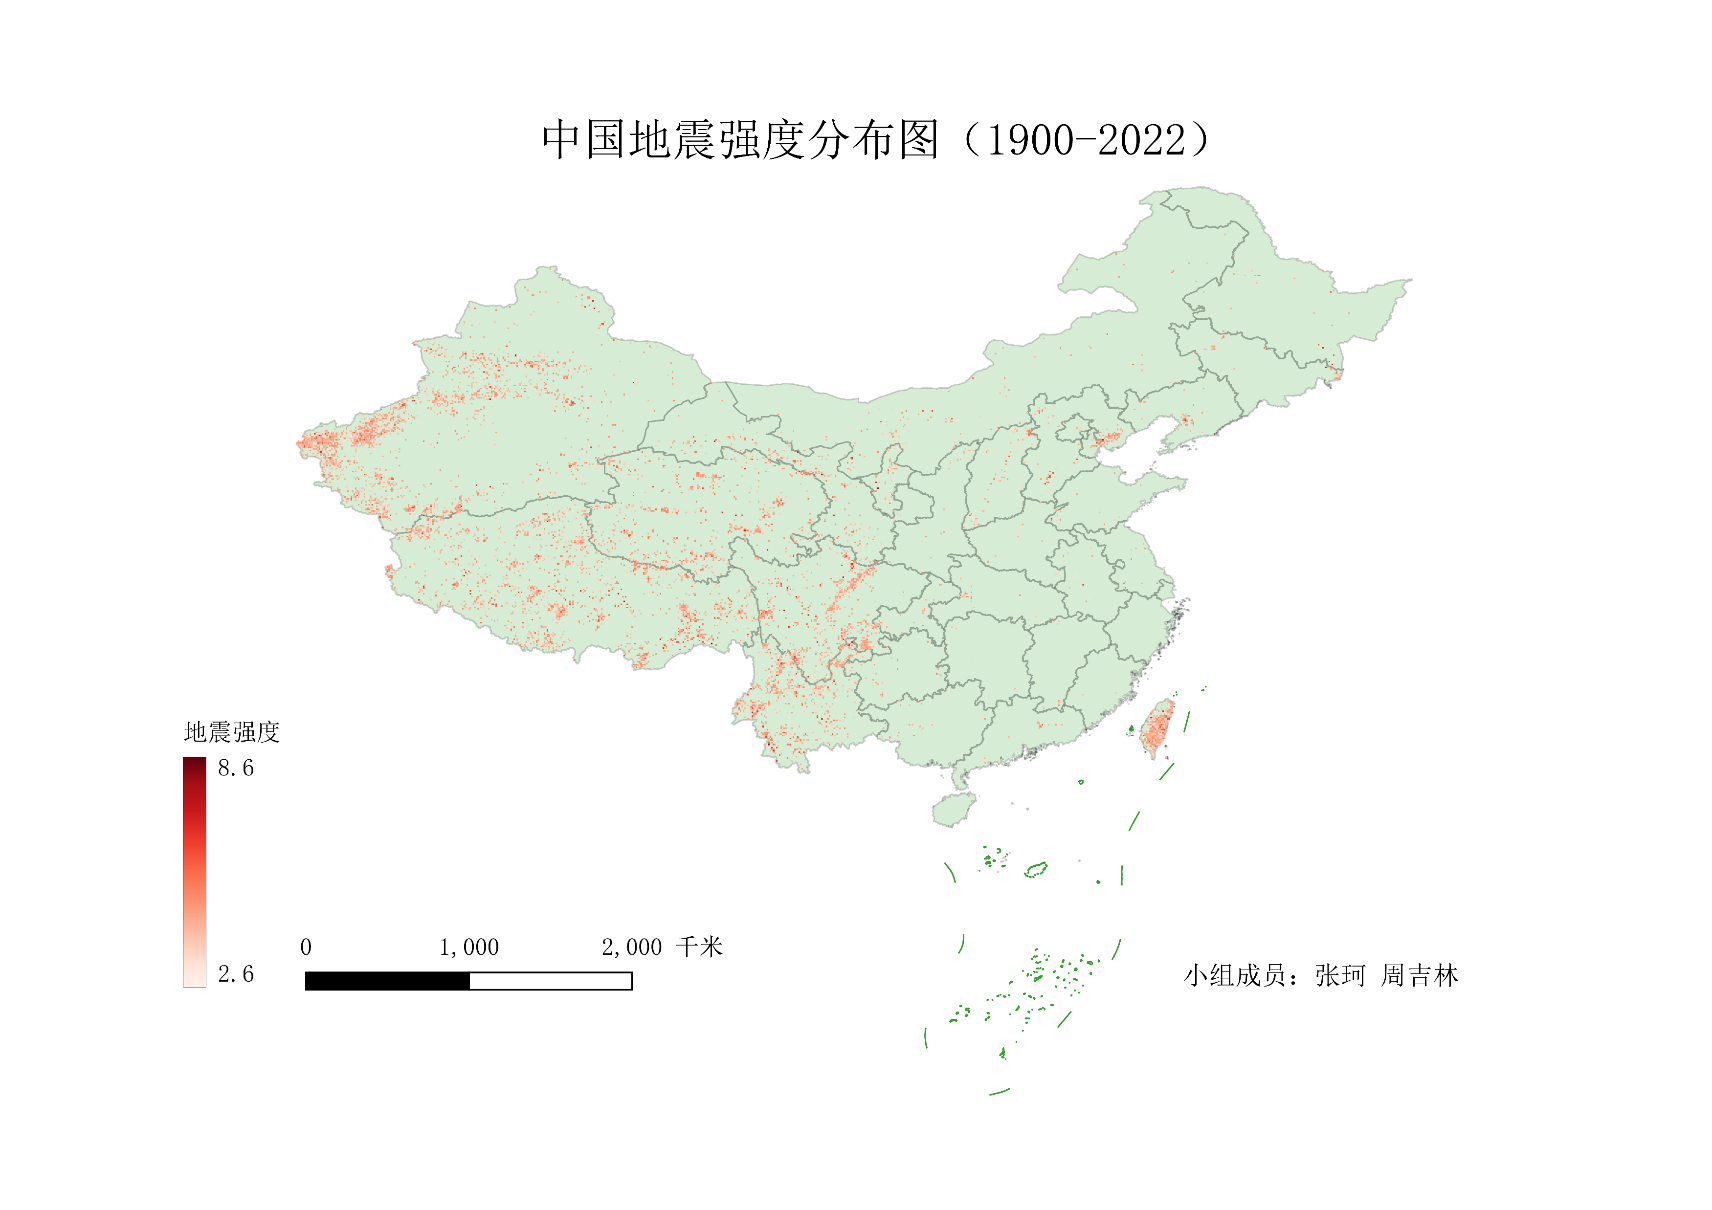 中国地震强度分布图（1900-2022）
地震强度
8.6
2.6
0 1,000 2,000 千米
小组成员：张珂 周吉林